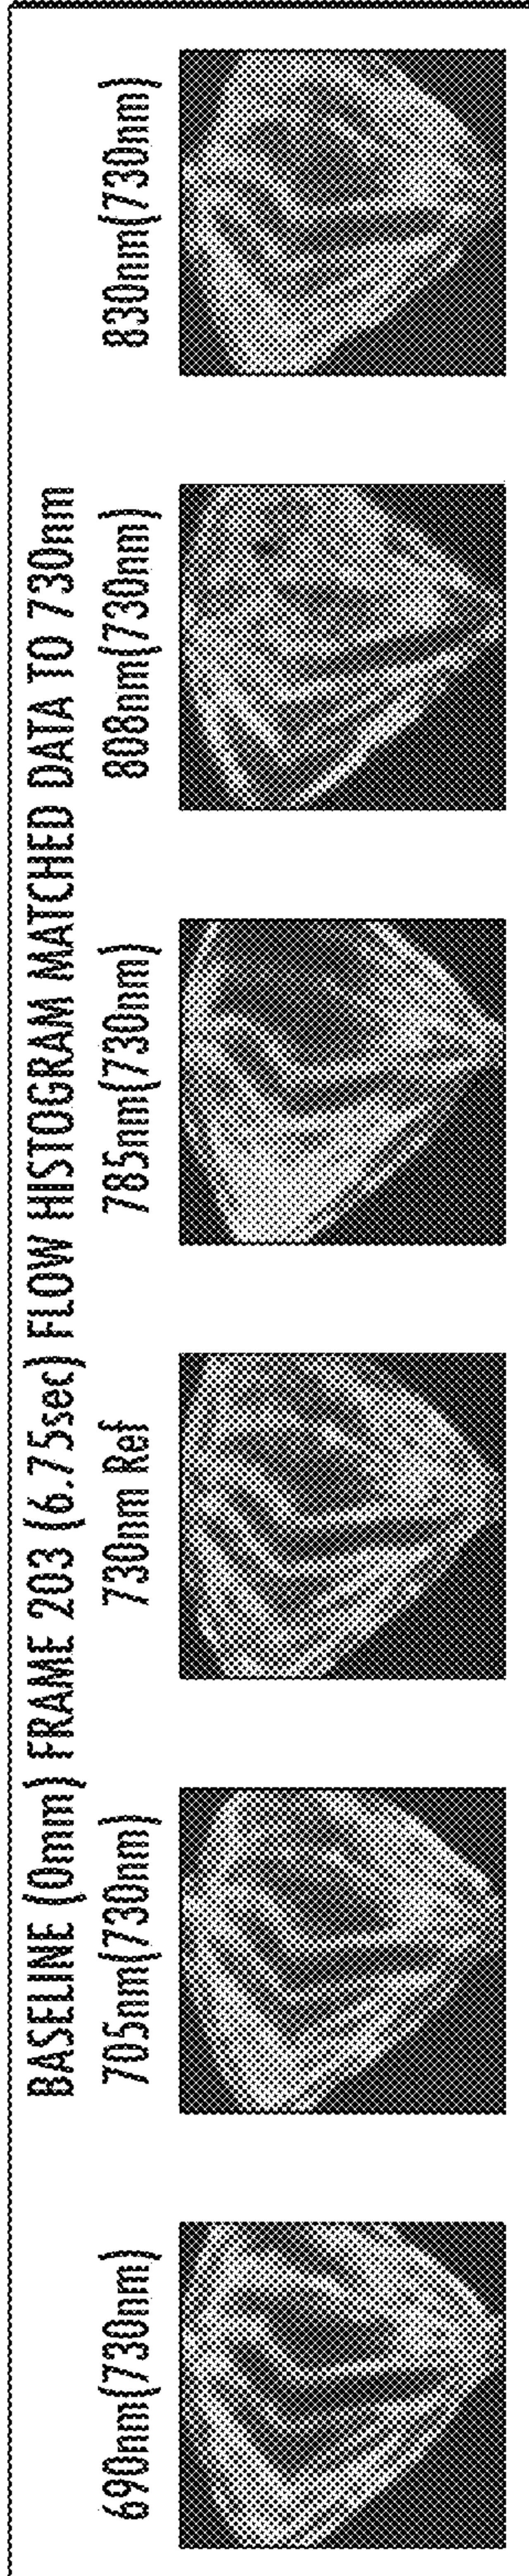 BASELINE (0mm) FRAME 203 (6.75sec) FLOW HISTOGRAM MATCHED DATA TO 730nm
690nm(730nm)
705nm(730nm)
730nm Ref
785nm(730nm)
808nm(730nm)
830nm(730nm)